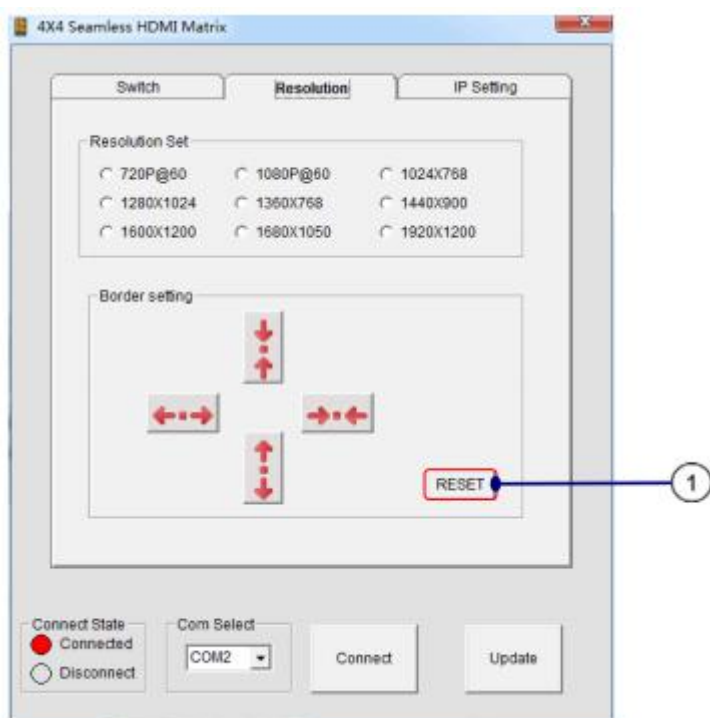 4X4 Seamless HDMI Matrix
Switch Resolution IP Setting
Resolution Set
720P@60 1080P@60 1024X768
1280X1024 1360X768 1440X900
1600X1200 1680X1050 1920X1200
Border setting
RESET 1
Connect State Com Select
Connected
COM2 Connect Update
Disconnect